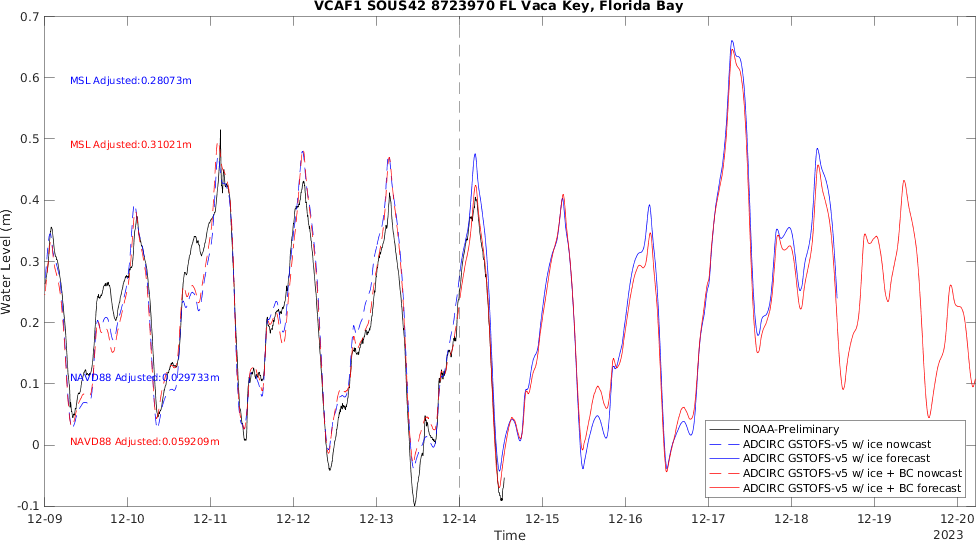 VCAF1 SOUS42 8723970 FL Vaca Key, Florida Bay
0.7
0.6
0.5
0.4
0.3
0.2
0.1
0
-0.1
Water Level (m)
MSL Adjusted:0.28073m
MSL Adjusted:0.31021m
NAVD88 Adjusted:0.029733m
NAVD88 Adjusted:0.059209m
NOAA-Preliminary
ADCIRC GSTOFS-v5 w/ ice nowcast
ADCIRC GSTOFS-v5 w/ ice forecast
ADCIRC GSTOFS-v5 w/ ice + BC nowcast
ADCIRC GSTOFS-v5 w/ ice + BC forecast
12-09 12-10 12-11 12-12 12-13 12-14 12-15 12-16 12-17 12-18 12-19 12-20
Time
2023